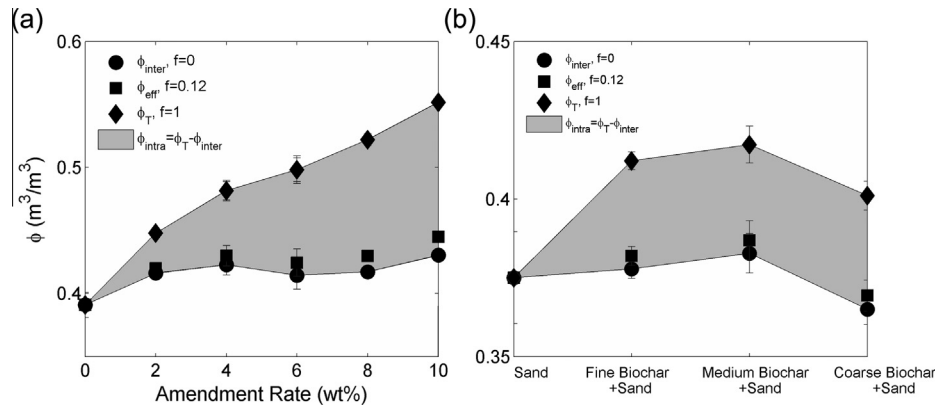 (a)
ϕ (m³/m³)
0.6
0.5
0.4
ϕinter, f=0
ϕeff, f=0.12
ϕT, f=1
ϕintra=ϕT-ϕinter
0 2 4 6 8 10
Amendment Rate (wt%)
(b)
0.45
0.4
0.35
ϕinter, f=0
ϕeff, f=0.12
ϕT, f=1
ϕintra=ϕT-ϕinter
Sand Fine Biochar Medium Biochar Coarse Biochar
+Sand +Sand +Sand